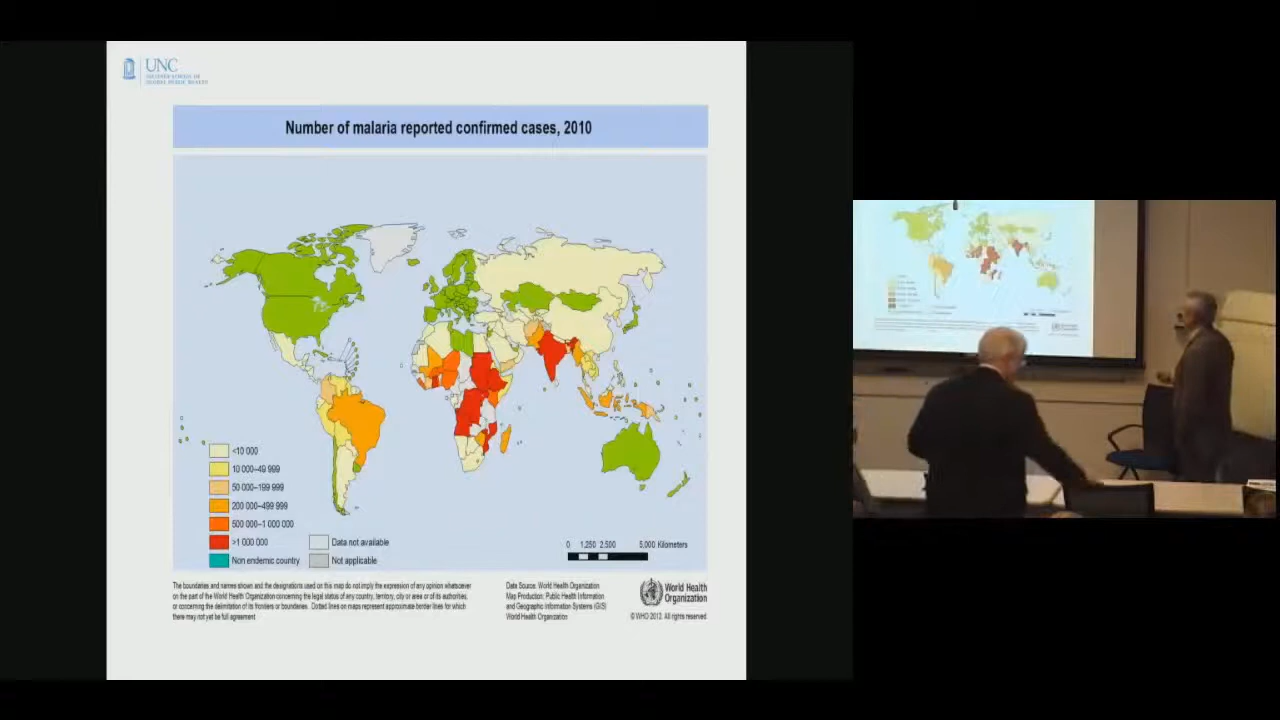 UNC
GILLINGS SCHOOL OF
GLOBAL PUBLIC HEALTH
Number of malaria reported confirmed cases, 2010
<10 000
10 000–49 999
50 000–199 999
200 000–499 999
500 000–1 000 000
>1 000 000
Non endemic country
Data not available
Not applicable
0 1,250 2,500 5,000 Kilometers
The boundaries and names shown and the designations used on this map do not imply the expression of any opinion whatsoever
on the part of the World Health Organization concerning the legal status of any country, territory, city or area or of its authorities,
or concerning the delimitation of its frontiers or boundaries. Dotted lines on maps represent approximate border lines for which
there may not yet be full agreement.
Data Source: World Health Organization
Map Production: Public Health Information
and Geographic Information Systems (GIS)
World Health Organization
World Health
Organization
© WHO 2012. All rights reserved